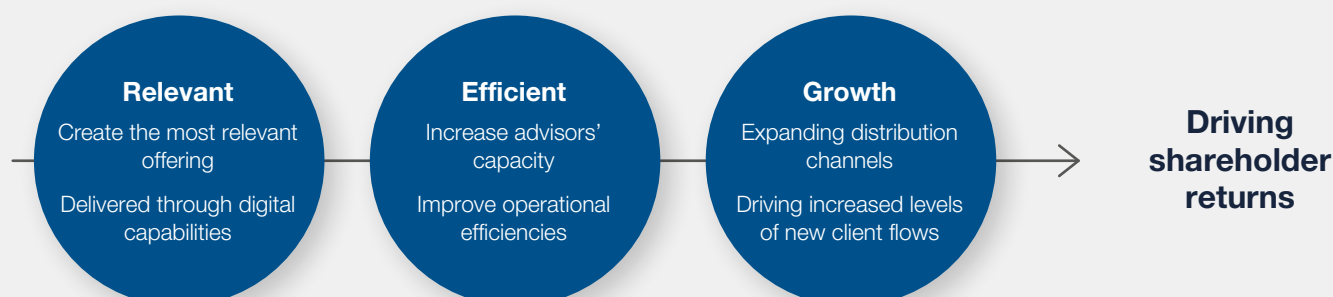 Relevant
Create the most relevant
offering
Delivered through digital
capabilities
Efficient
Increase advisors’
capacity
Improve operational
efficiencies
Growth
Expanding distribution
channels
Driving increased levels
of new client flows
Driving
shareholder
returns